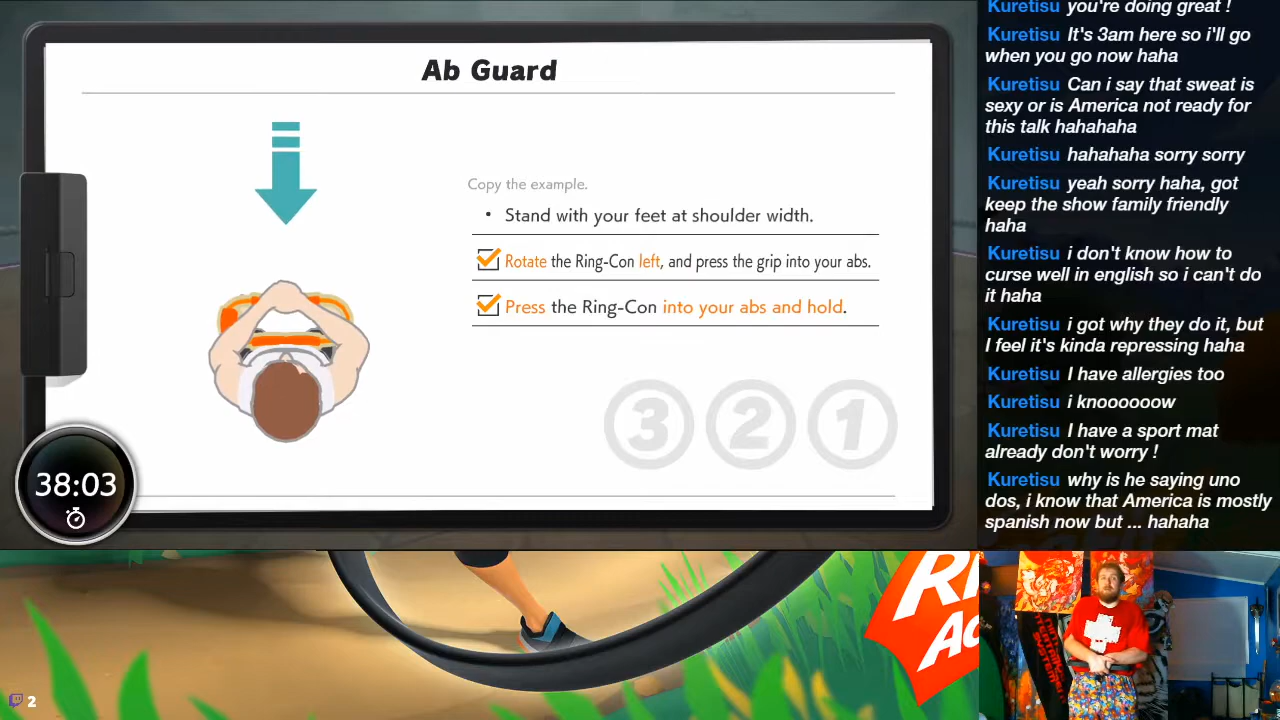 Ab Guard
Copy the example.
• Stand with your feet at shoulder width.
Rotate the Ring-Con left, and press the grip into your abs.
Press the Ring-Con into your abs and hold.
3 2 1
38:03
2
Kuretisu you're doing great !
Kuretisu It's 3am here so i'll go
when you go now haha
Kuretisu Can i say that sweat is
sexy or is America not ready for
this talk hahahaha
Kuretisu hahahaha sorry sorry
Kuretisu yeah sorry haha, got
keep the show family friendly
haha
Kuretisu i don't know how to
curse well in english so i can't do
it haha
Kuretisu i got why they do it, but
I feel it's kinda repressing haha
Kuretisu I have allergies too
Kuretisu i knoooooow
Kuretisu I have a sport mat
already don't worry !
Kuretisu why is he saying uno
dos, i know that America is mostly
spanish now but ... hahaha